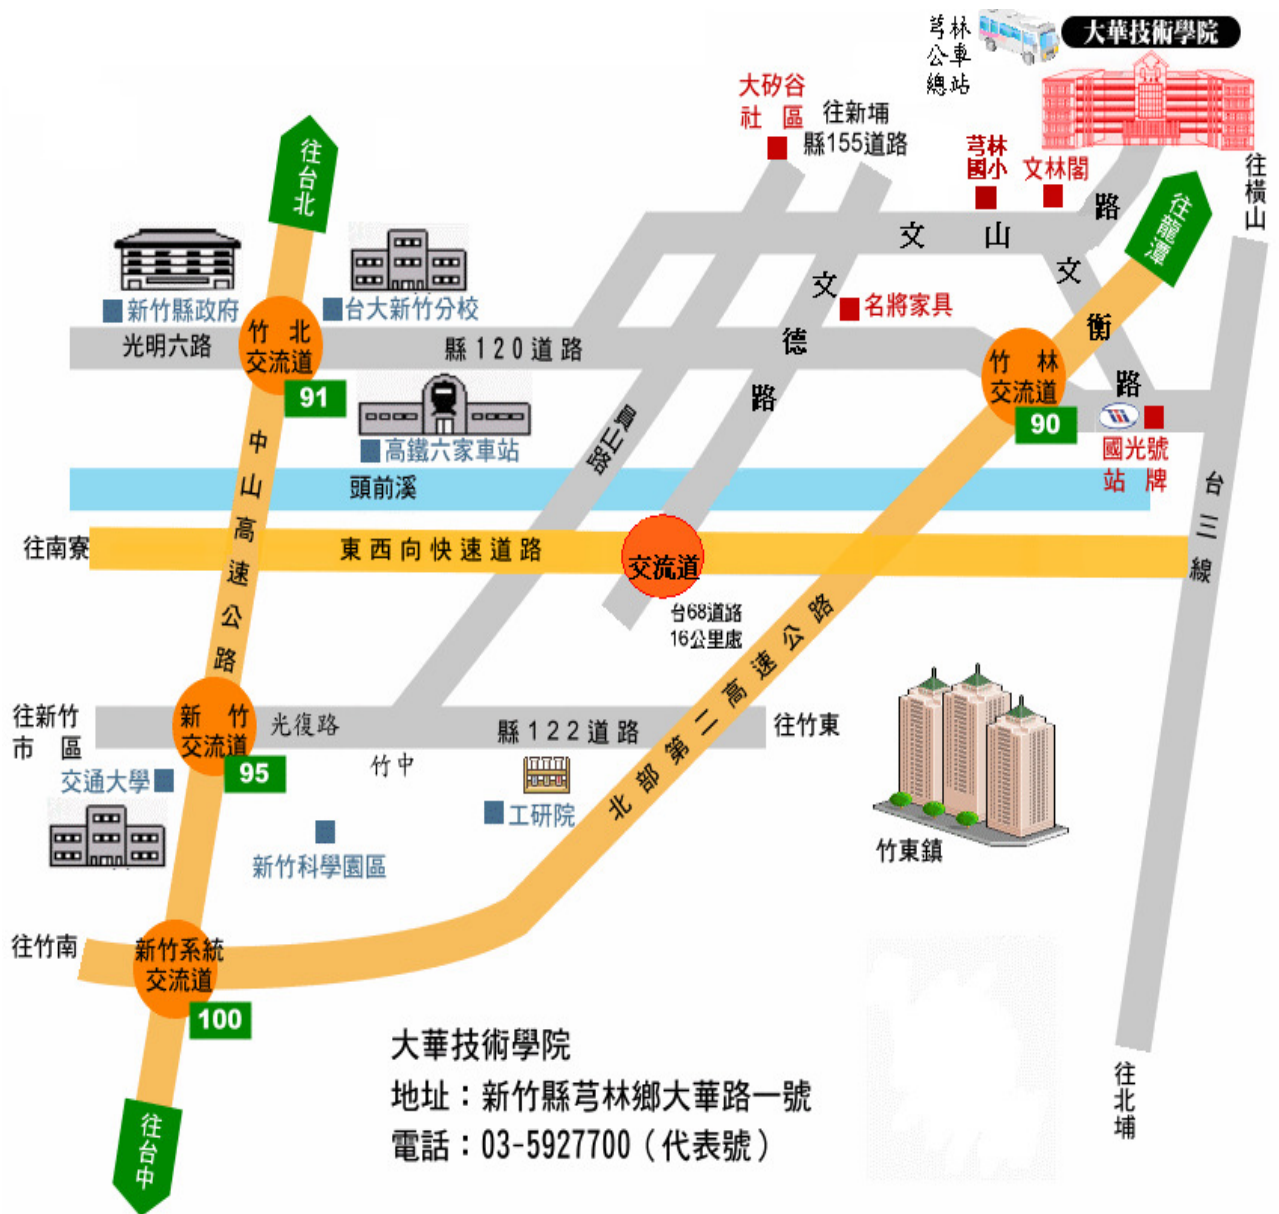 芎林
公車
總站
大華技術學院
大矽谷
社區
往新埔
縣155道路
芎林
國小
文林閣
往橫山
往台北
往龍潭
文山路
新竹縣政府
台大新竹分校
文德路
名將家具
文衡路
竹北
交流道
91
光明六路
縣120道路
竹林
交流道
90
高鐵六家車站
國光號
站牌
中山高速公路
頭前溪
台三線
往南寮
東西向快速道路
交流道
台68道路
16公里處
往新竹
市區
新竹
交流道
95
光復路
縣122道路
往竹東
竹中
北部第二高速公路
交通大學
工研院
新竹科學園區
竹東鎮
往竹南
新竹系統
交流道
100
往台中
往北埔
大華技術學院
地址：新竹縣芎林鄉大華路一號
電話：03-5927700（代表號）